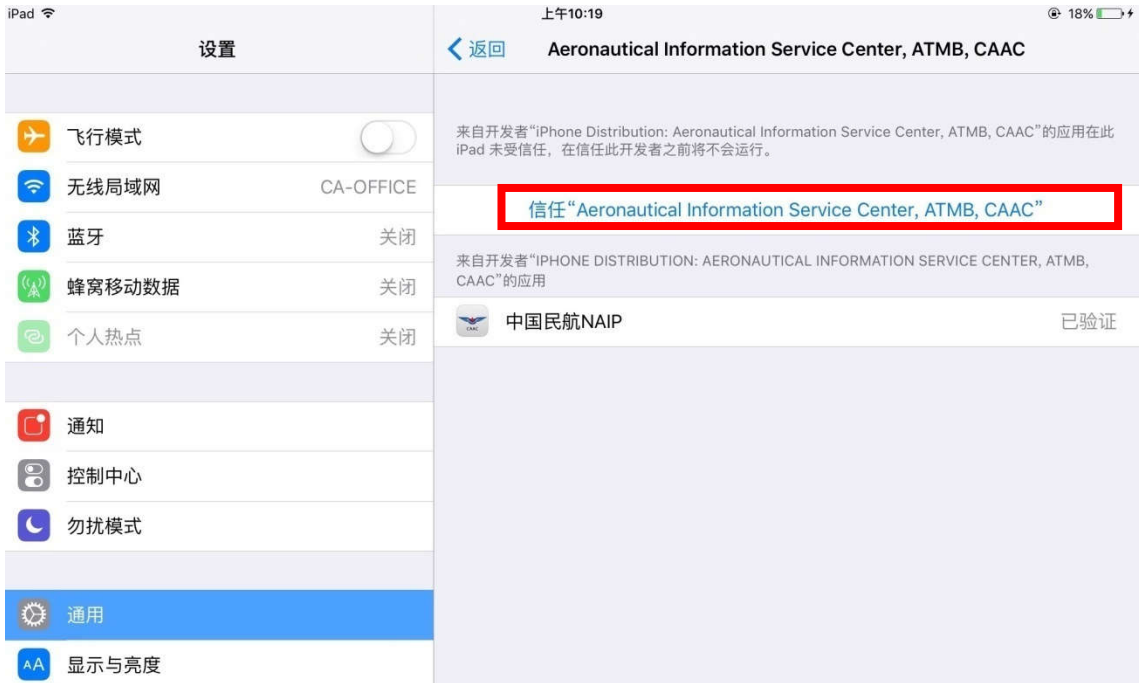 iPad
上午10:19
18%
设置
返回
Aeronautical Information Service Center, ATMB, CAAC
飞行模式
无线局域网
CA-OFFICE
蓝牙
关闭
蜂窝移动数据
关闭
个人热点
关闭
通知
控制中心
勿扰模式
通用
AA
显示与亮度
来自开发者“iPhone Distribution: Aeronautical Information Service Center, ATMB, CAAC”的应用在此
iPad 未受信任，在信任此开发者之前将不会运行。
信任“Aeronautical Information Service Center, ATMB, CAAC”
来自开发者“IPHONE DISTRIBUTION: AERONAUTICAL INFORMATION SERVICE CENTER, ATMB,
CAAC”的应用
CAAC
中国民航NAIP
已验证